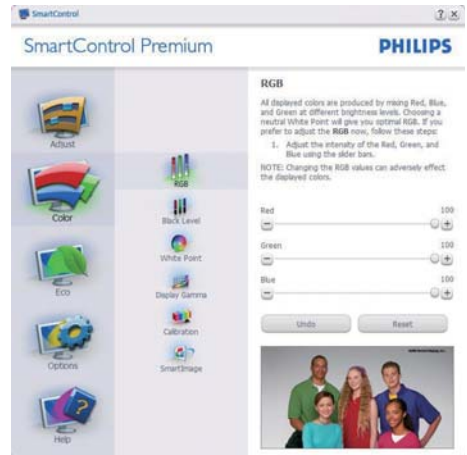 SmartControl
SmartControl Premium
PHILIPS
Adjust
Color
Eco
Options
Help
RGB
Black Level
White Point
Display Gamma
Calibration
SmartImage
RGB
All displayed colors are produced by mixing Red, Blue,
and Green at different brightness levels. Choosing a
neutral White Point will give you optimal RGB. If you
prefer to adjust the RGB now, follow these steps:
1. Adjust the intensity of the Red, Green, and
Blue using the slider bars.
NOTE: Changing the RGB values can adversely effect
the displayed colors.
Red 100
Green 100
Blue 100
Undo Reset